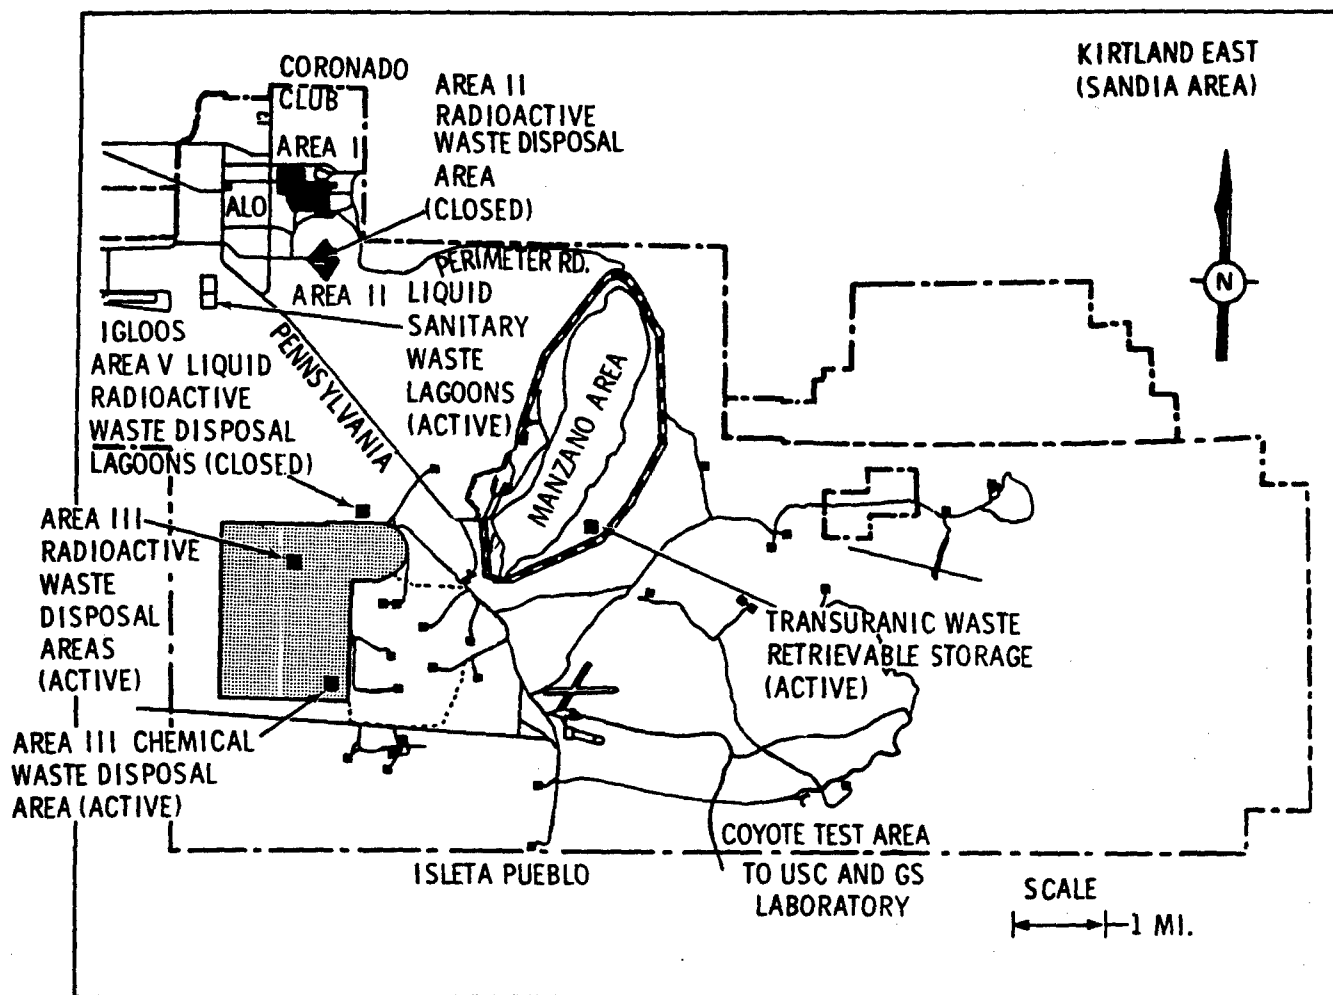 KIRTLAND EAST
(SANDIA AREA)
CORONADO
CLUB
AREA I
ALO
AREA II
RADIOACTIVE
WASTE DISPOSAL
AREA
(CLOSED)
PERIMETER RD.
AREA II
LIQUID
SANITARY
WASTE
LAGOONS
(ACTIVE)
N
IGLOOS
PENNSYLVANIA
MANZANO AREA
AREA V LIQUID
RADIOACTIVE
WASTE DISPOSAL
LAGOONS (CLOSED)
AREA III
RADIOACTIVE
WASTE
DISPOSAL
AREAS
(ACTIVE)
TRANSURANIC WASTE
RETRIEVABLE STORAGE
(ACTIVE)
AREA III CHEMICAL
WASTE DISPOSAL
AREA (ACTIVE)
COYOTE TEST AREA
ISLETA PUEBLO
TO USC AND GS
LABORATORY
SCALE
1 MI.